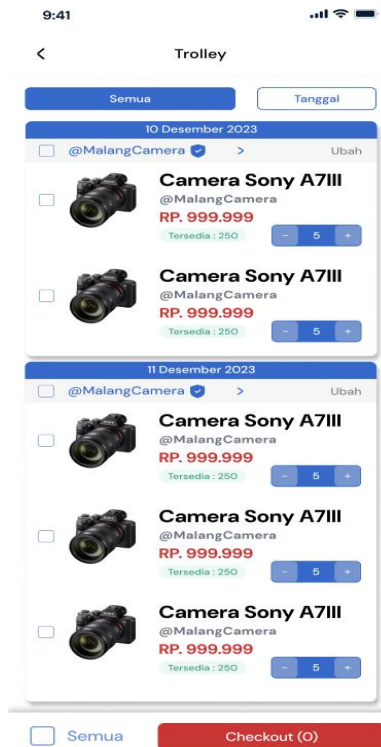 9:41
Trolley
Semua
Tanggal
10 Desember 2023
@MalangCamera > Ubah
Camera Sony A7III
@MalangCamera
RP. 999.999
Tersedia : 250
- 5 +
Camera Sony A7III
@MalangCamera
RP. 999.999
Tersedia : 250
- 5 +
11 Desember 2023
@MalangCamera > Ubah
Camera Sony A7III
@MalangCamera
RP. 999.999
Tersedia : 250
- 5 +
Camera Sony A7III
@MalangCamera
RP. 999.999
Tersedia : 250
- 5 +
Camera Sony A7III
@MalangCamera
RP. 999.999
Tersedia : 250
- 5 +
Semua
Checkout (0)